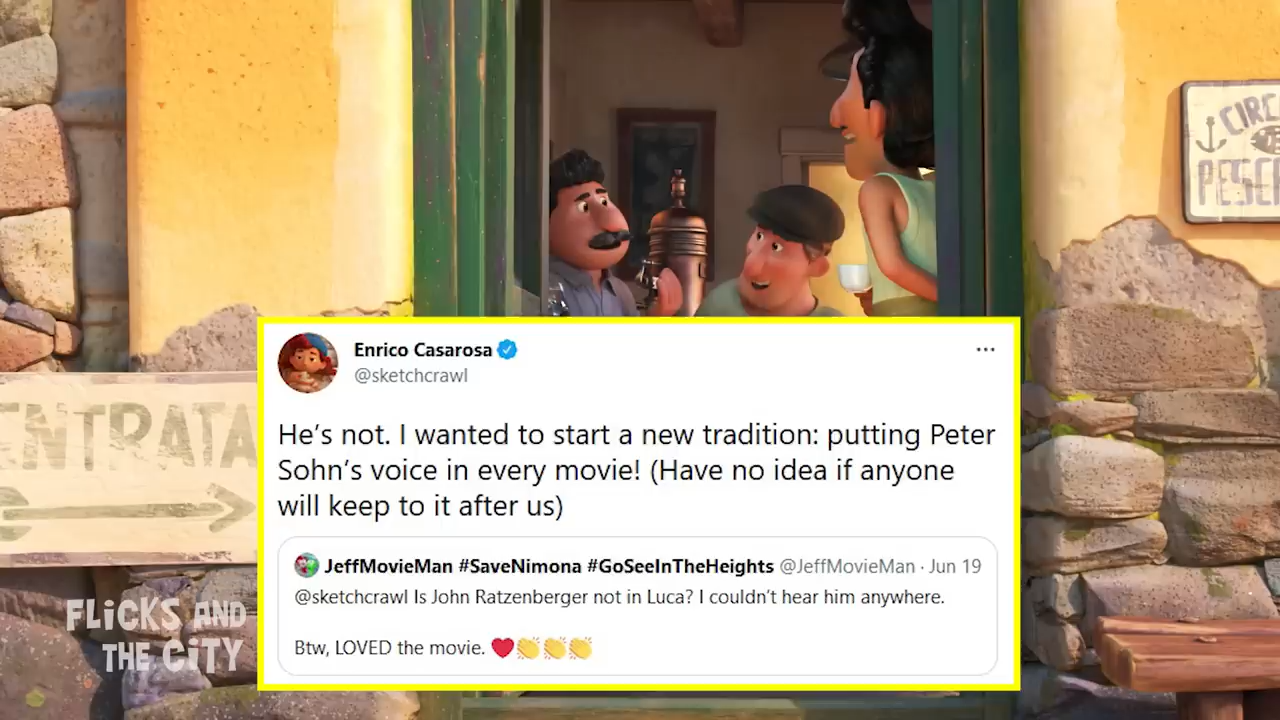 CIRC
DE
PESC
ENTRATA
Enrico Casarosa
@sketchcrawl
He’s not. I wanted to start a new tradition: putting Peter
Sohn’s voice in every movie! (Have no idea if anyone
will keep to it after us)
JeffMovieMan #SaveNimona #GoSeeInTheHeights @JeffMovieMan · Jun 19
@sketchcrawl Is John Ratzenberger not in Luca? I couldn’t hear him anywhere.
Btw, LOVED the movie. ❤️👏👏👏
FLiCKS AND
THE CiTY